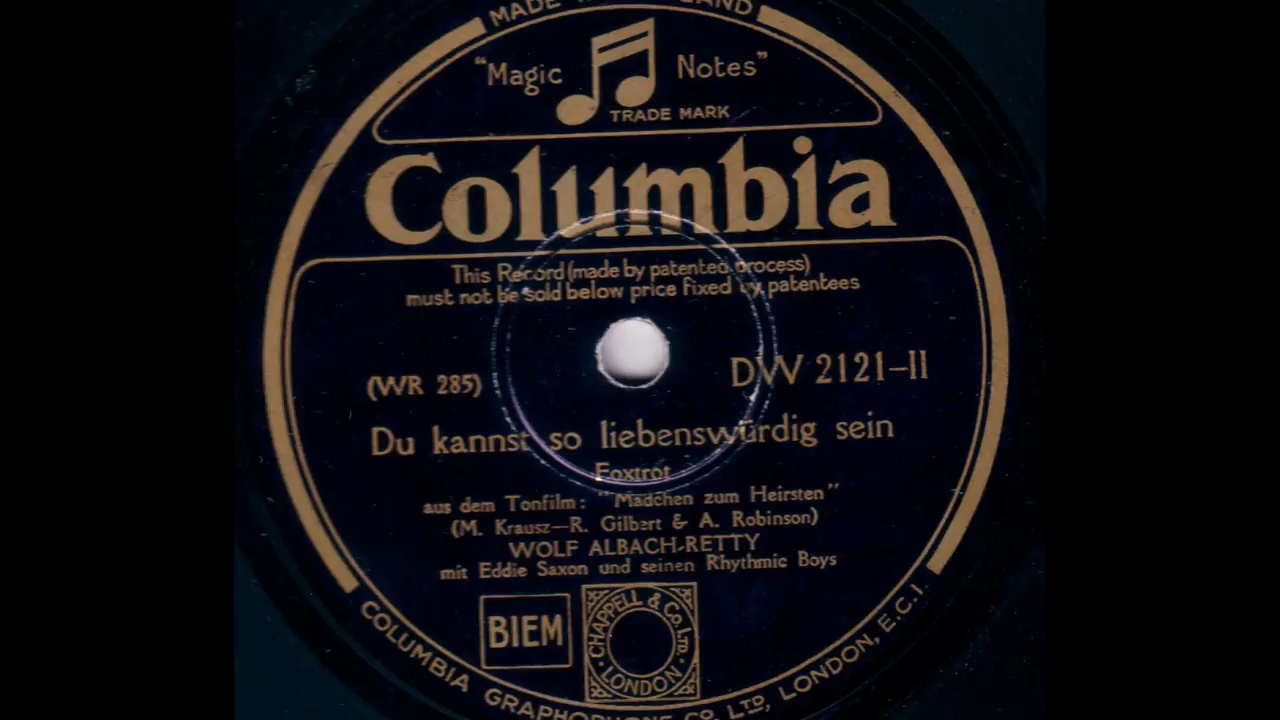 MADE LAND
"Magic Notes"
TRADE MARK
Columbia
This Record (made by patented process)
must not be sold below price fixed by patentees
(WR 285)
DW 2121-II
Du kannst so liebenswürdig sein
Foxtrot
aus dem Tonfilm: "Mädchen zum Heirsten"
(M. Krausz—R. Gilbert & A. Robinson)
WOLF ALBACH-RETTY
mit Eddie Saxon und seinen Rhythmic Boys
BIEM
CHAPPELL & Co. LTD.
LONDON
COLUMBIA GRAPHOPHONE CO. LTD, LONDON, E.C.1.